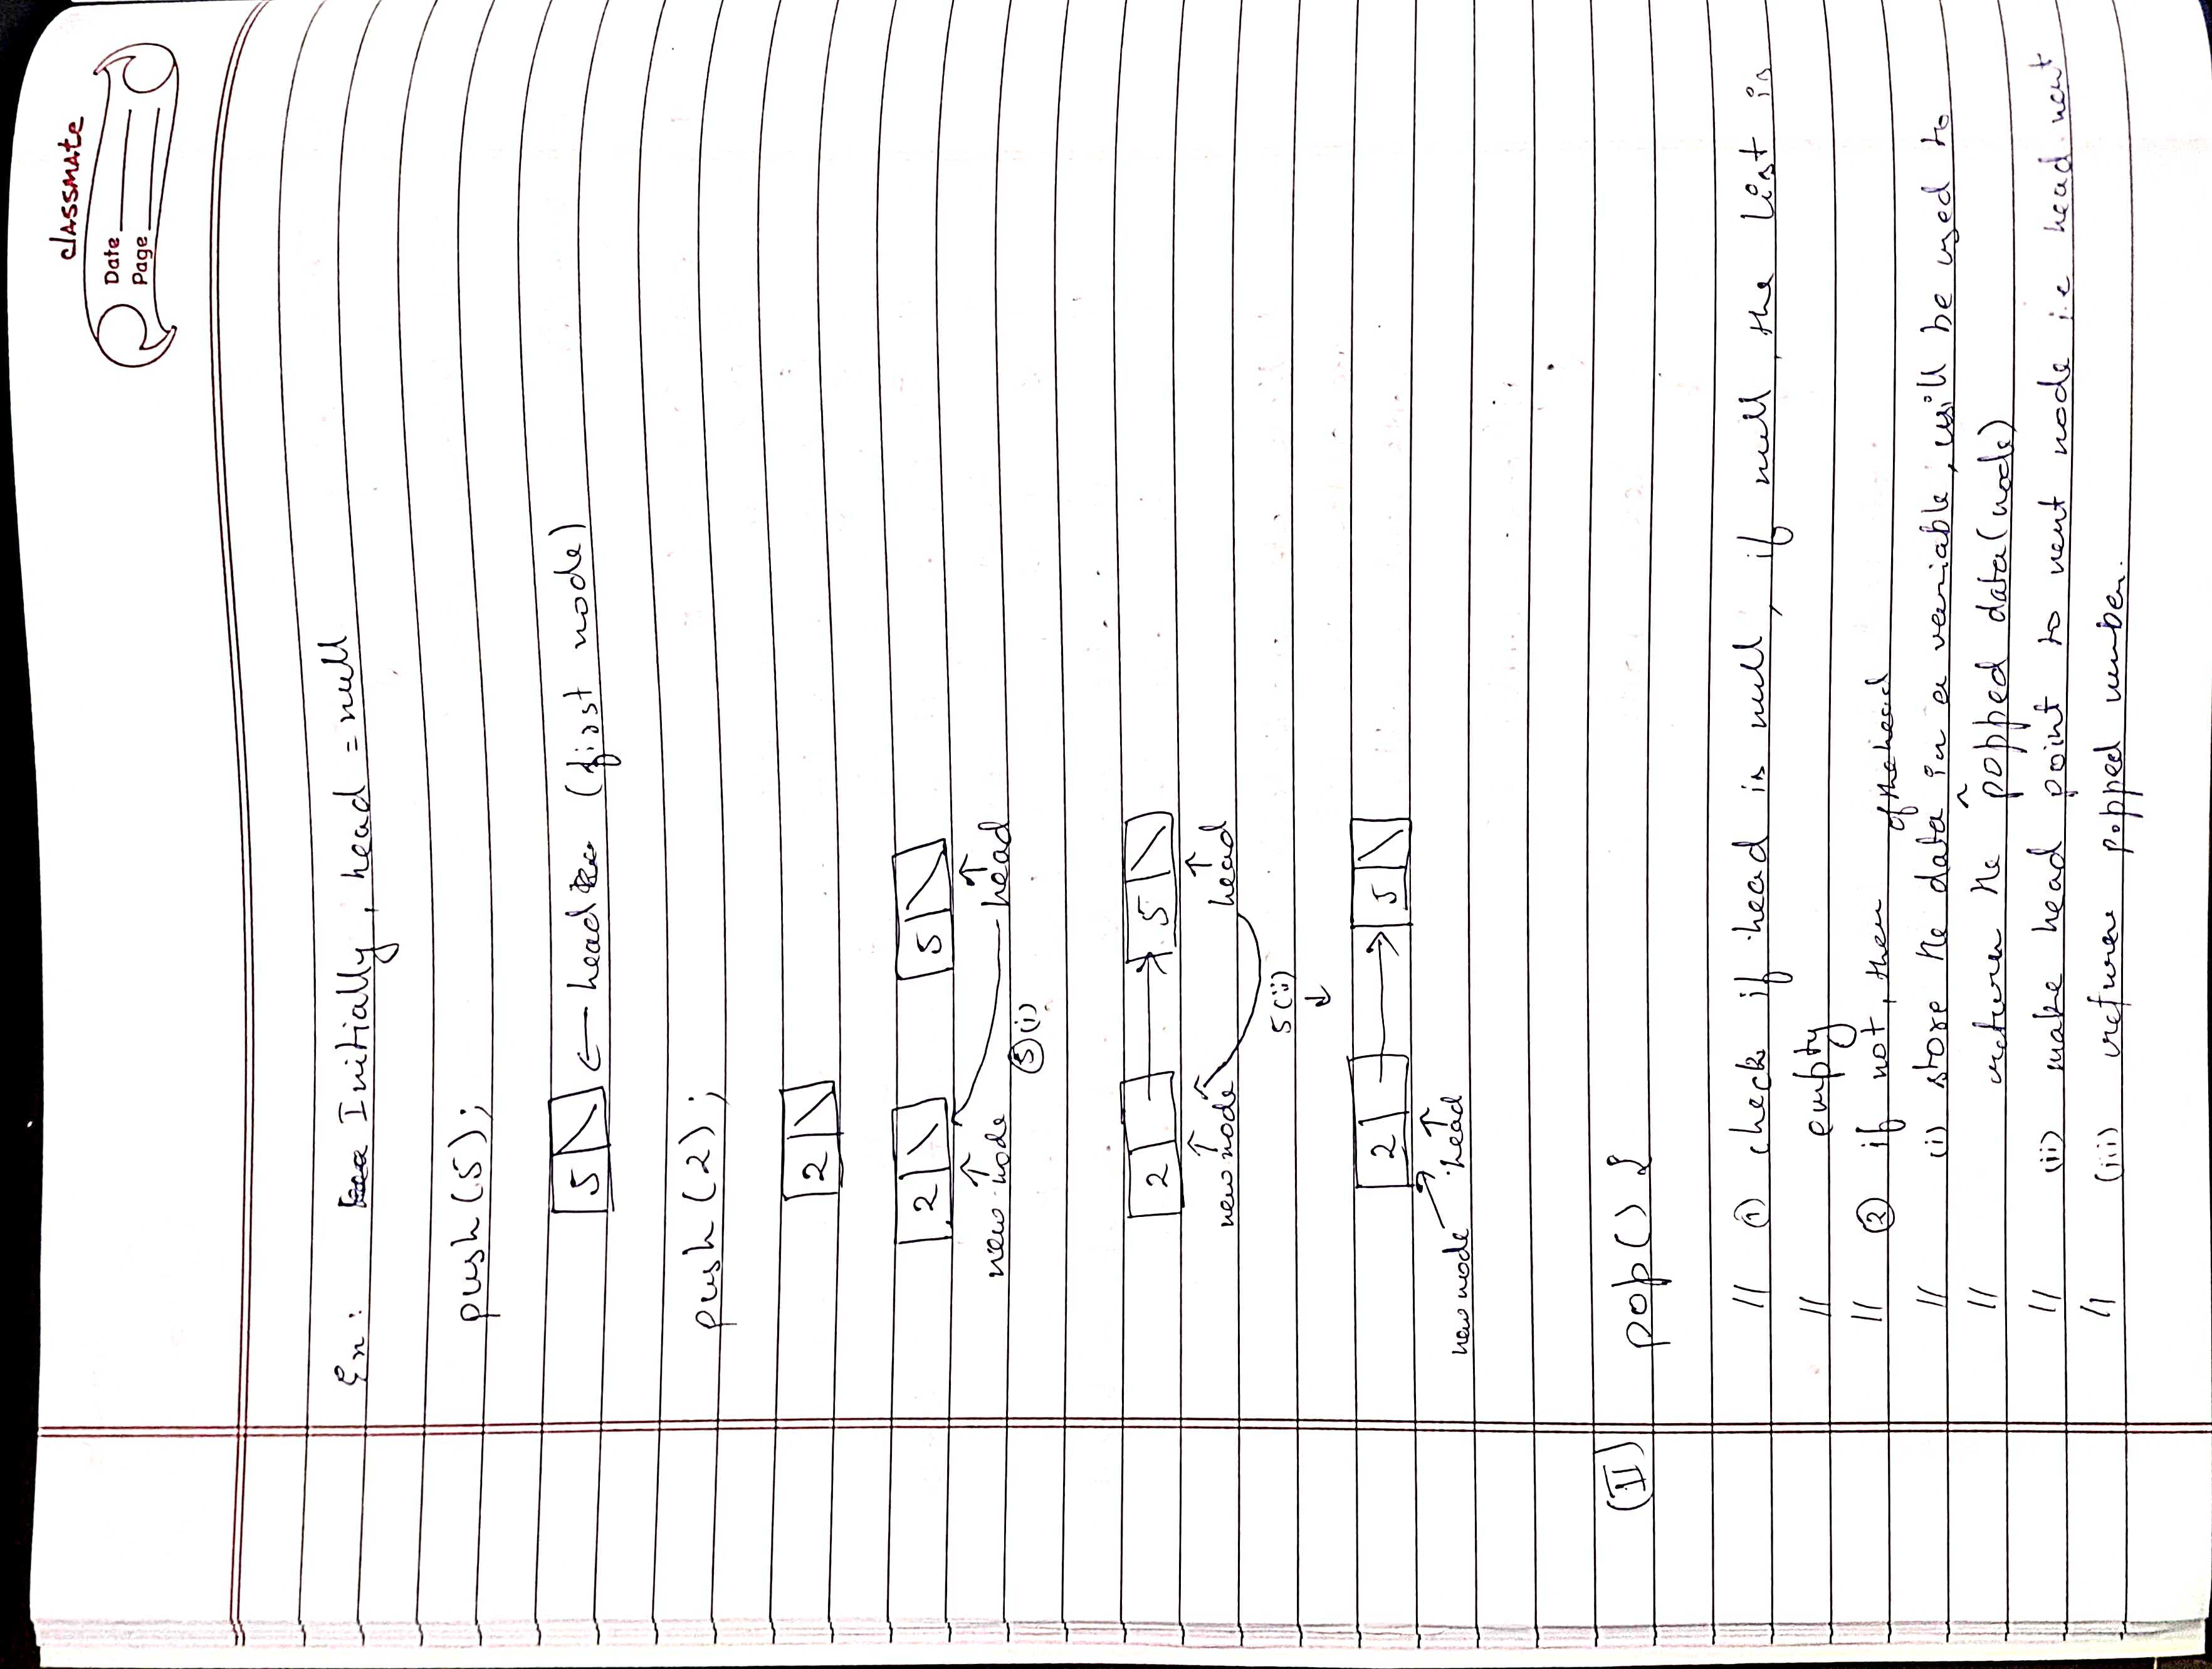 classmate
Date
Page
Ex: Initially, head = null
push (5);
5 ← head (first node)
push (2);
2
2 5
new node head
5 (i)
2 → 5
new node head
5 (ii)
↓
2 → 5
new node head
(II) pop() {
// ① check if head is null, if null, the list is
// empty
// ② if not, then
of the head
// (i) store the data in a variable, will be used to
// return the popped data (node)
// (ii) make head point to next node i.e head.next
// (iii) return popped number.